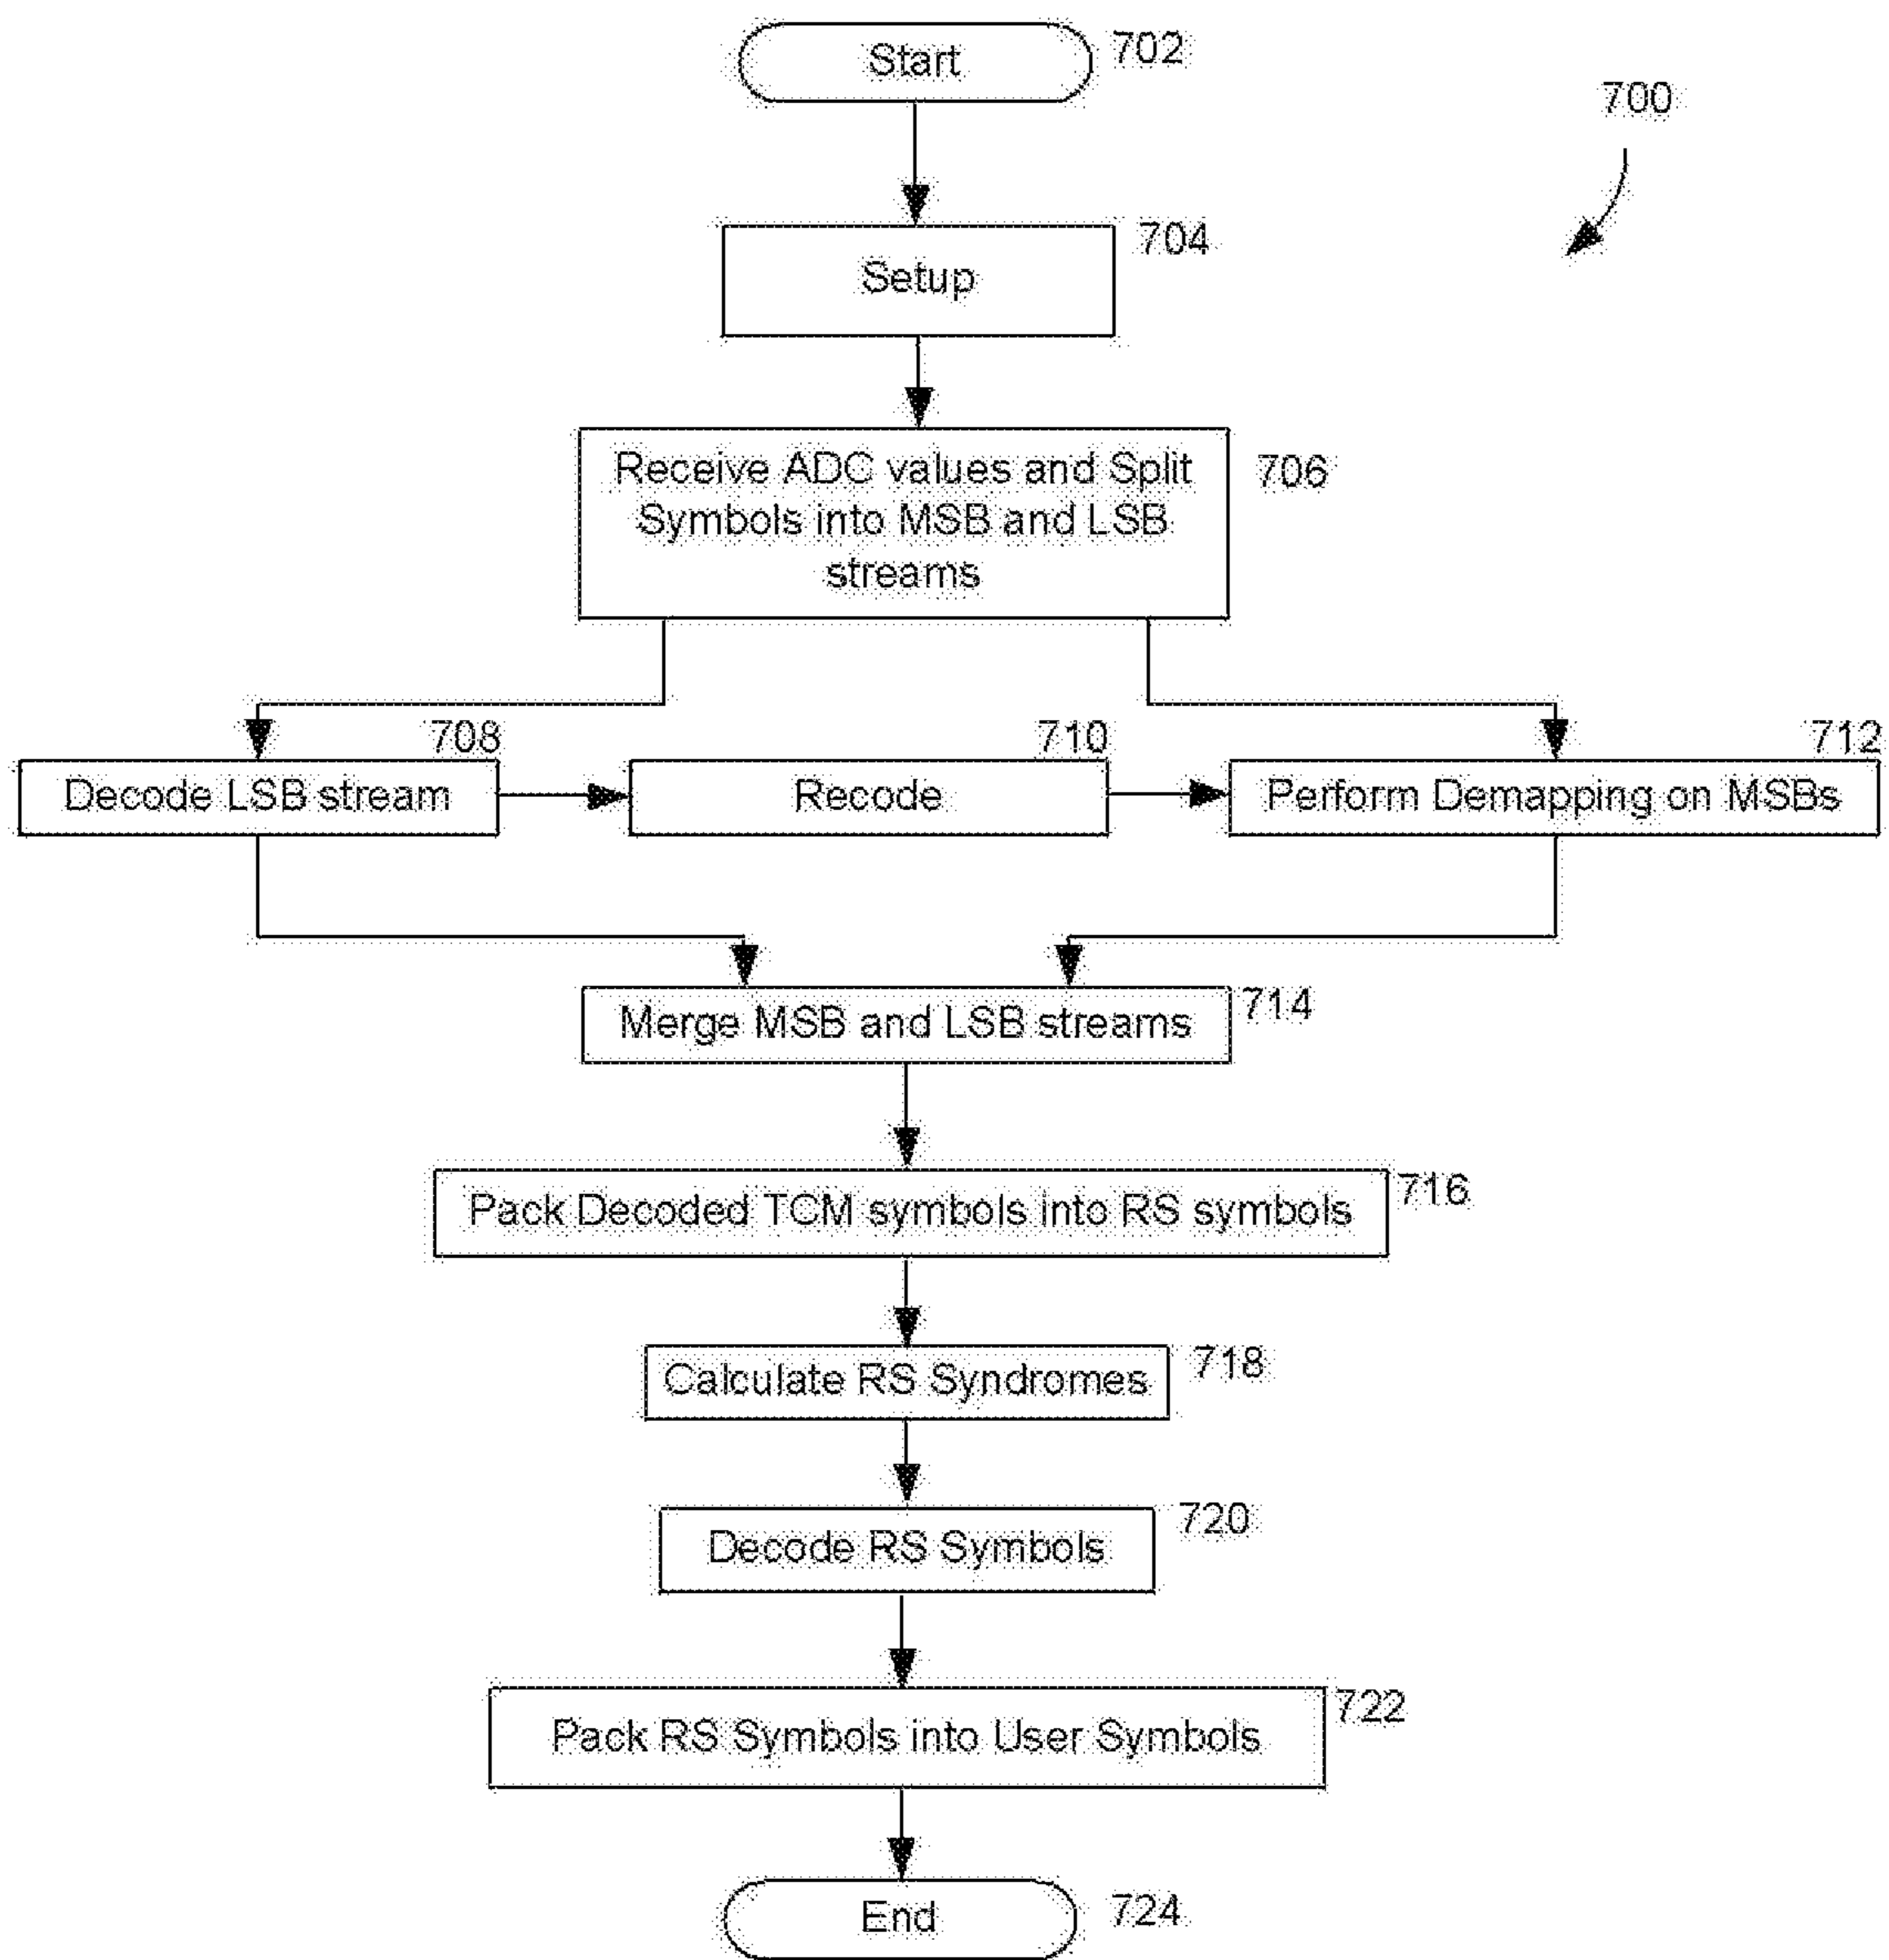 Start
702
700
704
Setup
Receive ADC values and Split
Symbols into MSB and LSB
streams
706
708
710
712
Decode LSB stream
Recode
Perform Demapping on MSBs
714
Merge MSB and LSB streams
716
Pack Decoded TCM symbols into RS symbols
718
Calculate RS Syndromes
720
Decode RS Symbols
722
Pack RS Symbols into User Symbols
End
724